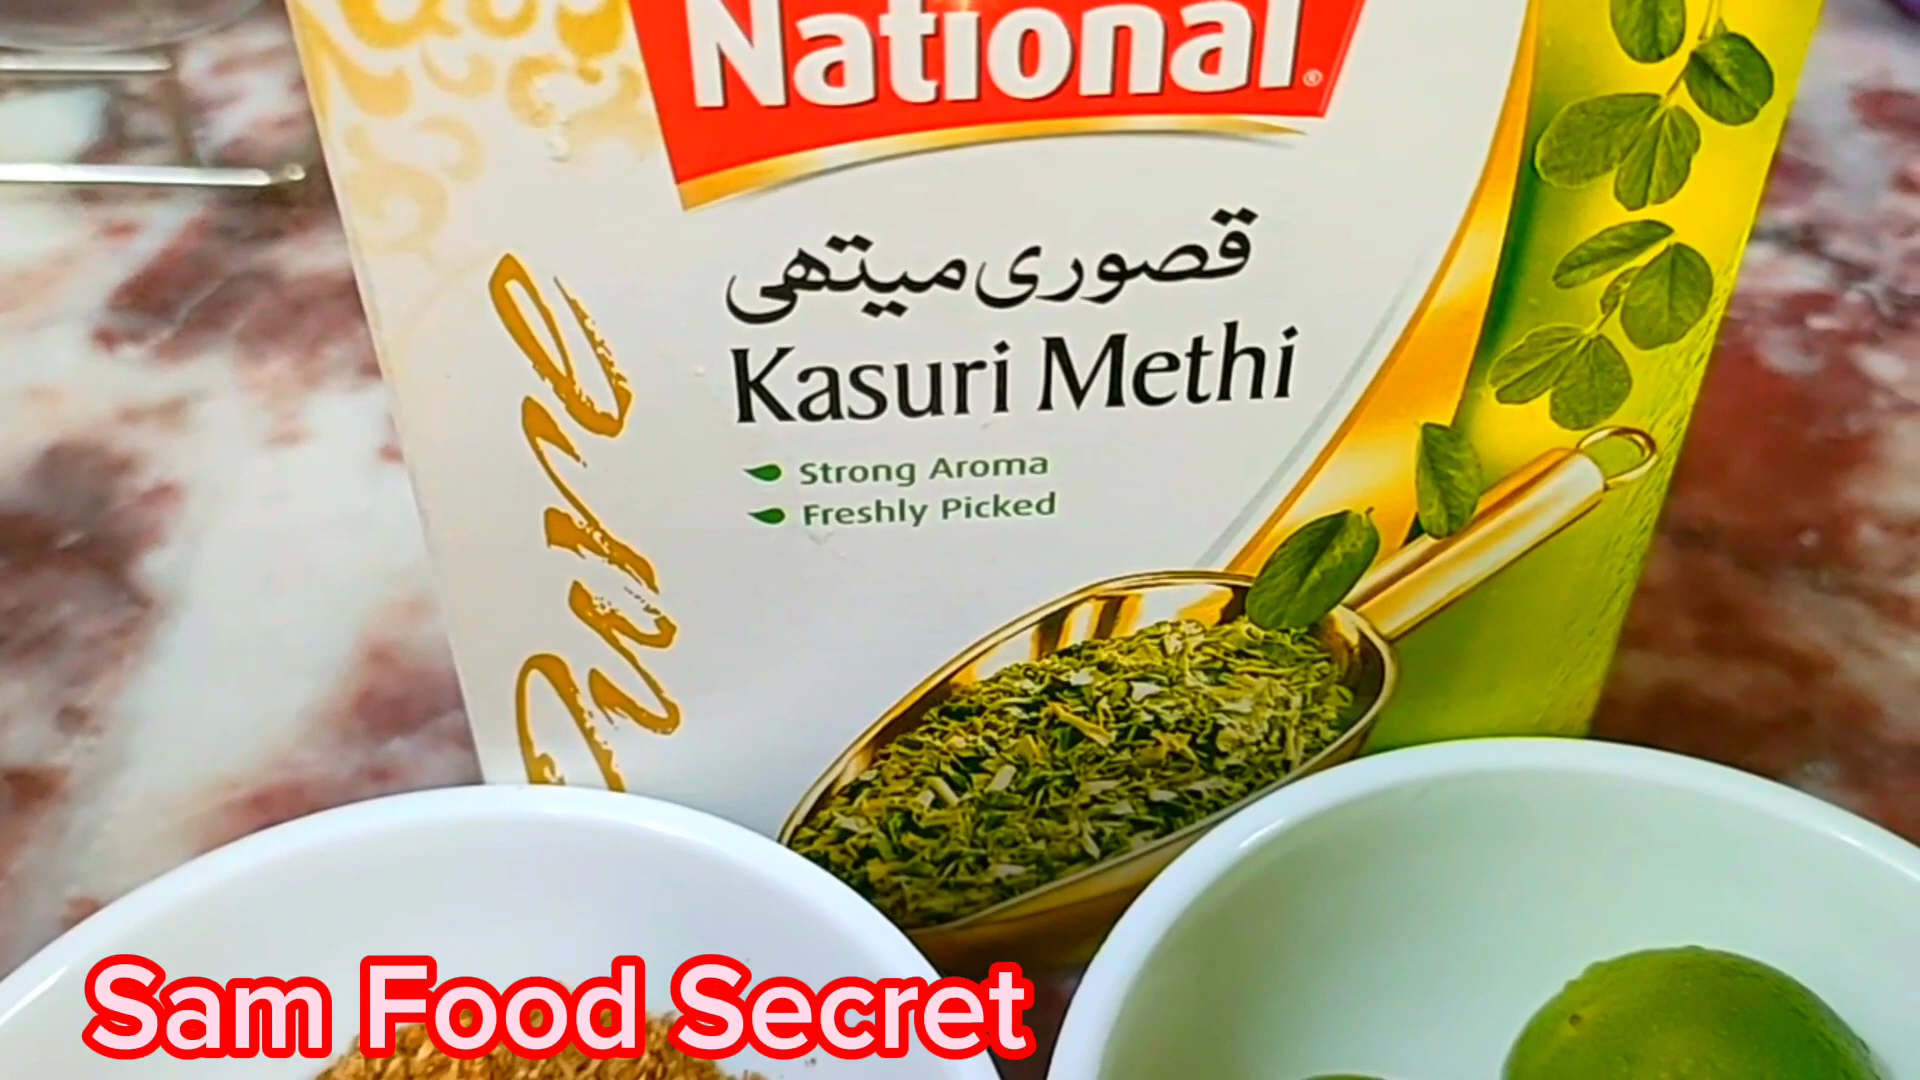 National®
قصوری میتھی
Kasuri Methi
Strong Aroma
Freshly Picked
Pure
Sam Food Secret